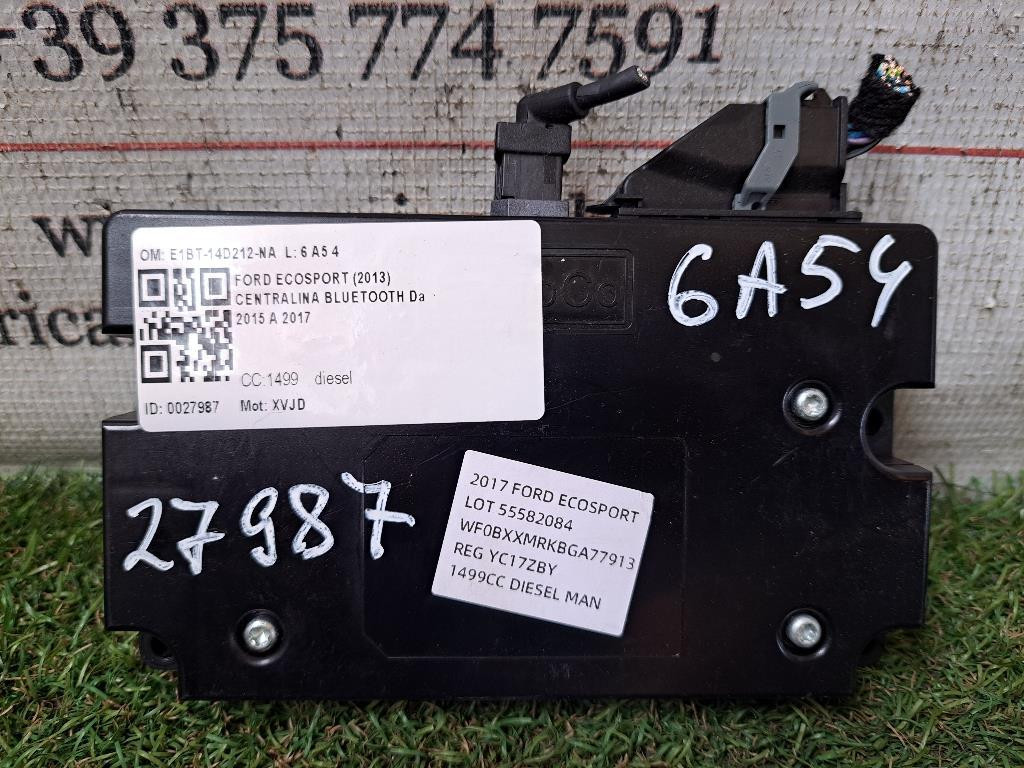 39 375 774 7591
w
rica
OM: E1BT-14D212-NA L: 6 A5 4
FORD ECOSPORT (2013)
CENTRALINA BLUETOOTH Da
2015 A 2017
CC:1499 diesel
ID: 0027987 Mot: XVJD
6A54
27987
2017 FORD ECOSPORT
LOT 55582084
WF0BXXMRKBGA77913
REG YC17ZBY
1499CC DIESEL MAN